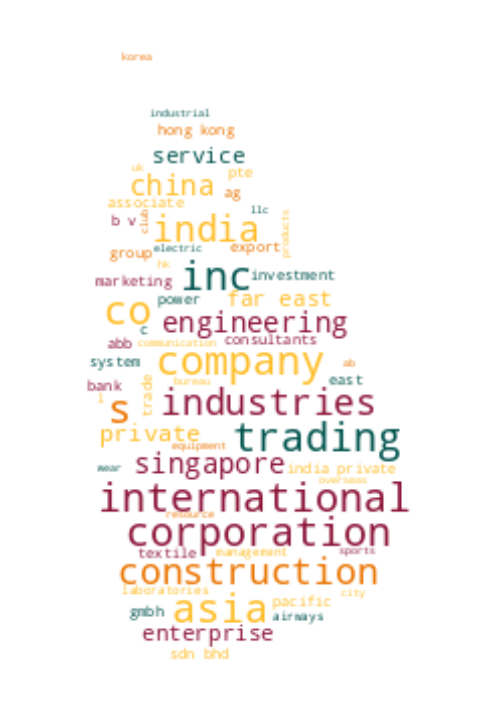 korea
industrial
hong kong
service
uk
pte
china
ag
associate
llc
b v
club
india
products
electric
export
group
hk
inc
investment
marketing
power
far east
co
c
engineering
abb
communication
consultants
system
company
ab
bank
trade
bureau
east
l
s
industries
private
trading
equipment
wear
singapore
india private
overseas
international
resource
corporation
textile
management
sports
construction
laboratories
city
gmbh
asia
pacific
airways
enterprise
sdn bhd